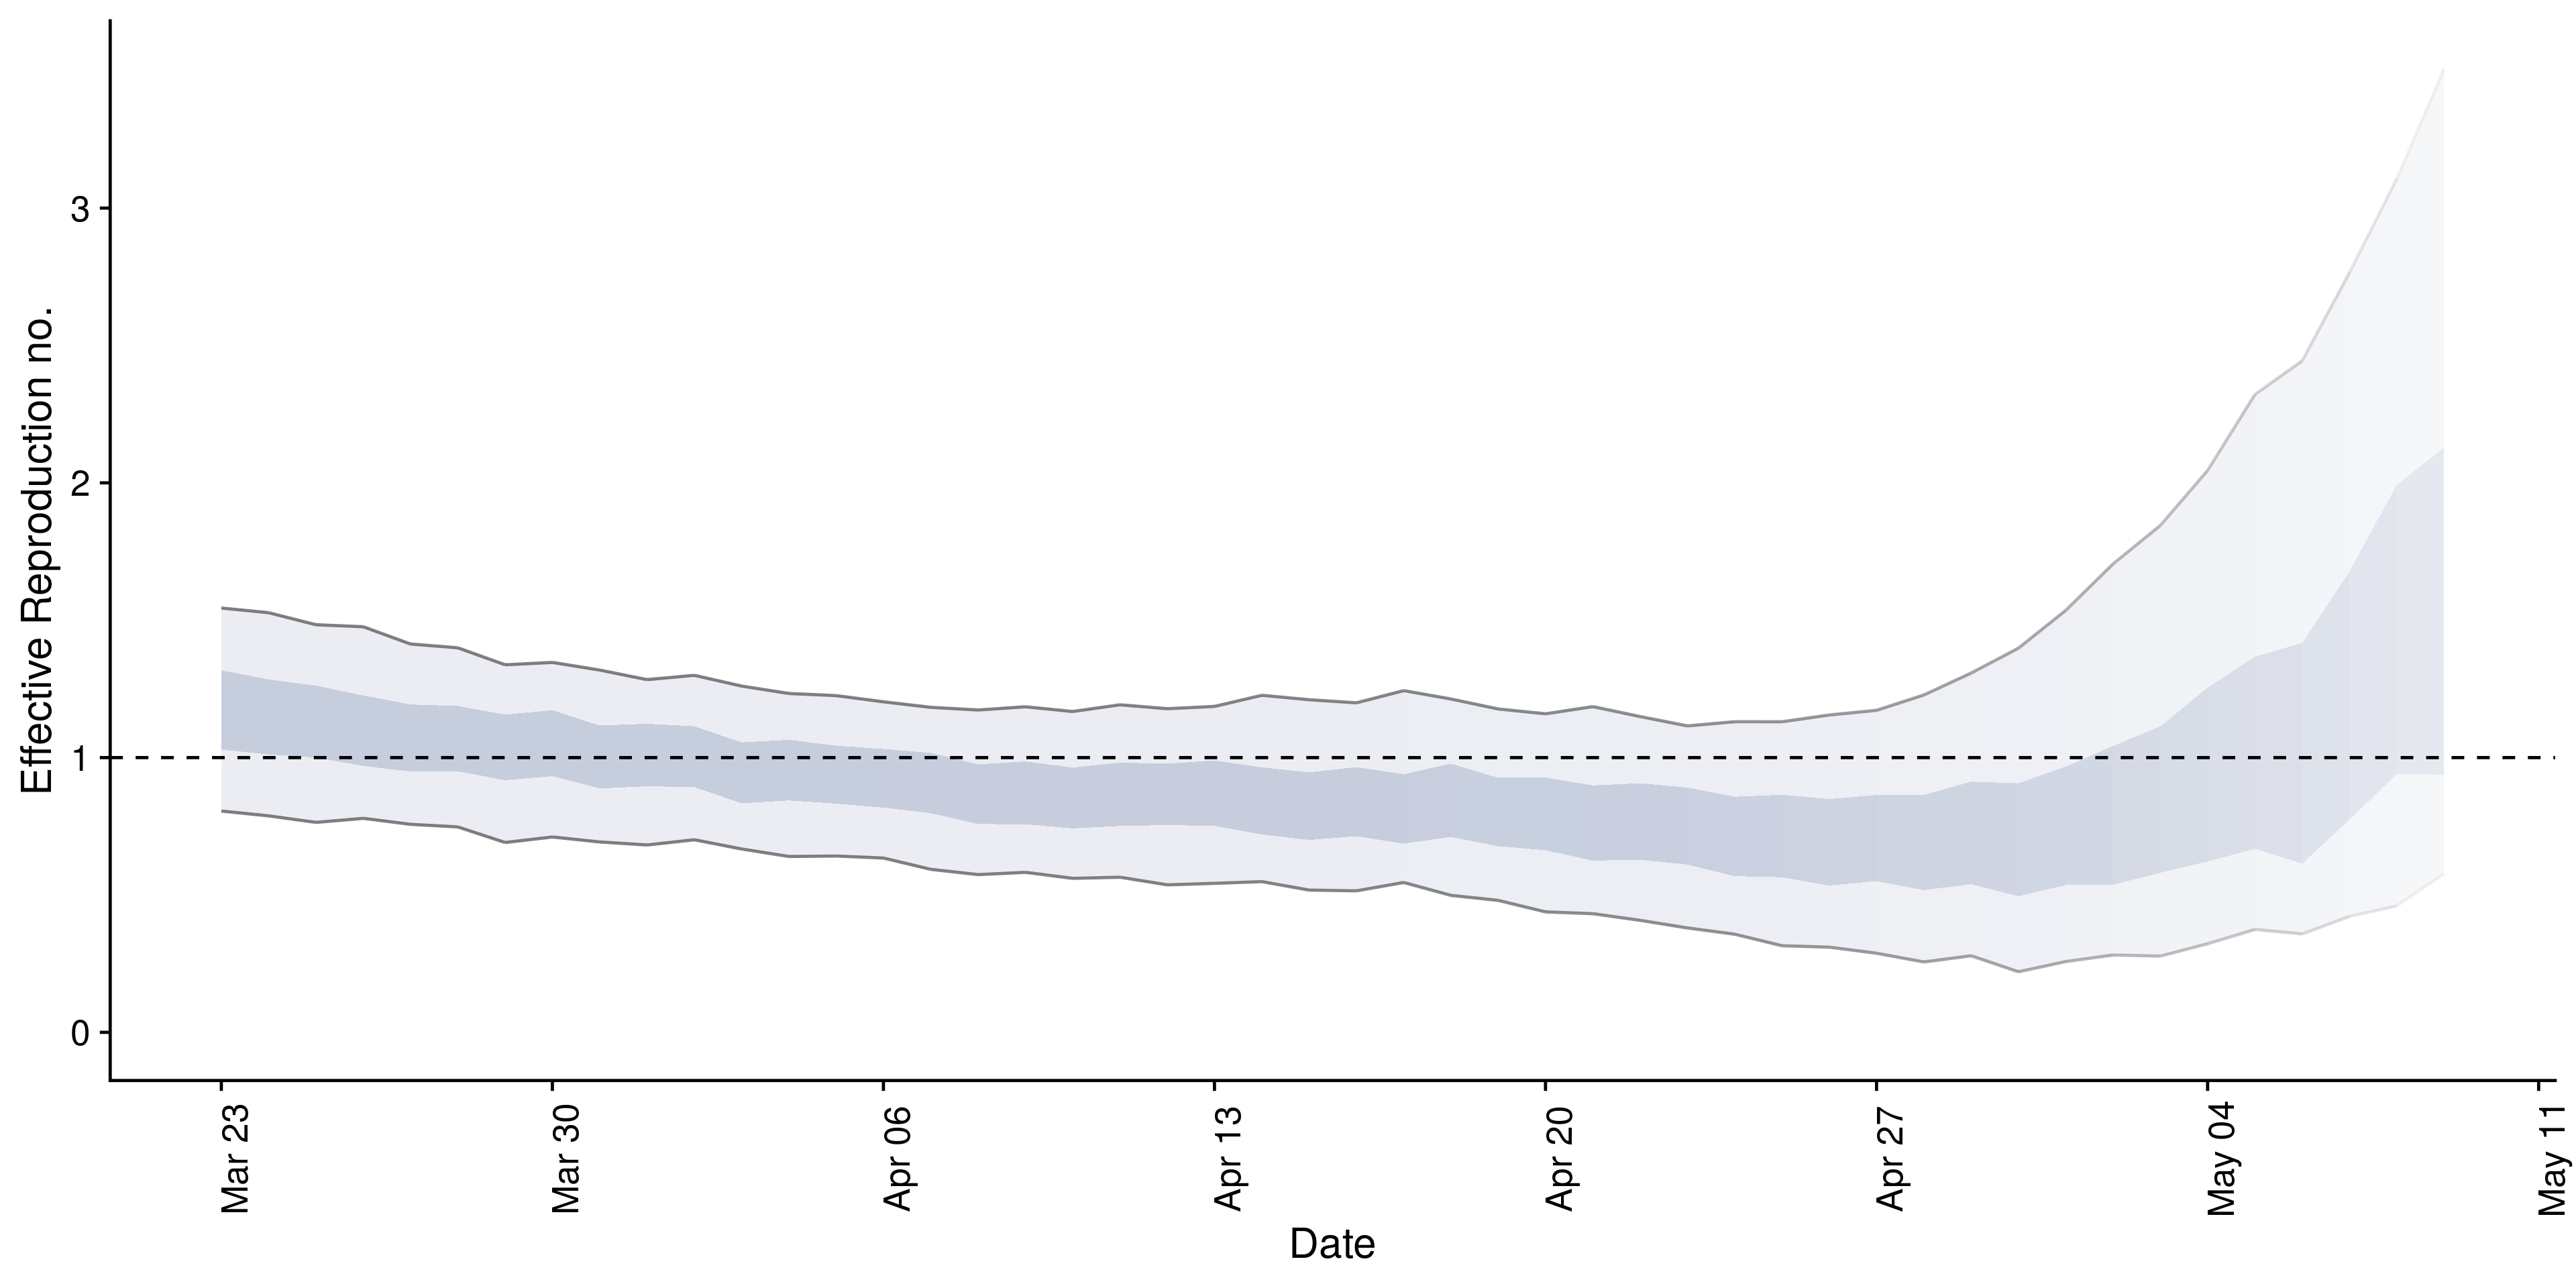 Effective Reproduction no.
3
2
1
0
Mar 23
Mar 30
Apr 06
Apr 13
Apr 20
Apr 27
May 04
May 11
Date